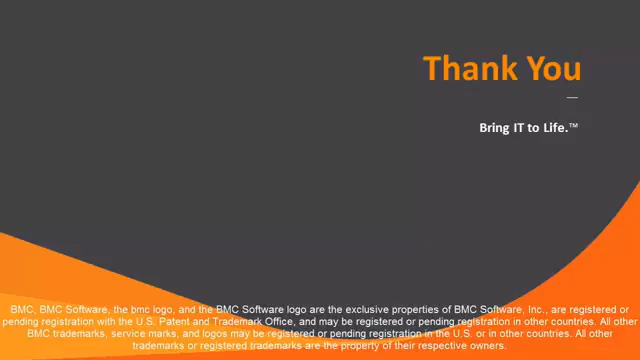 Thank You
Bring IT to Life.™
BMC, BMC Software, the bmc logo, and the BMC Software logo are the exclusive properties of BMC Software, Inc., are registered or
pending registration with the U.S. Patent and Trademark Office, and may be registered or pending registration in other countries. All other
BMC trademarks, service marks, and logos may be registered or pending registration in the U.S. or in other countries. All other
trademarks or registered trademarks are the property of their respective owners.